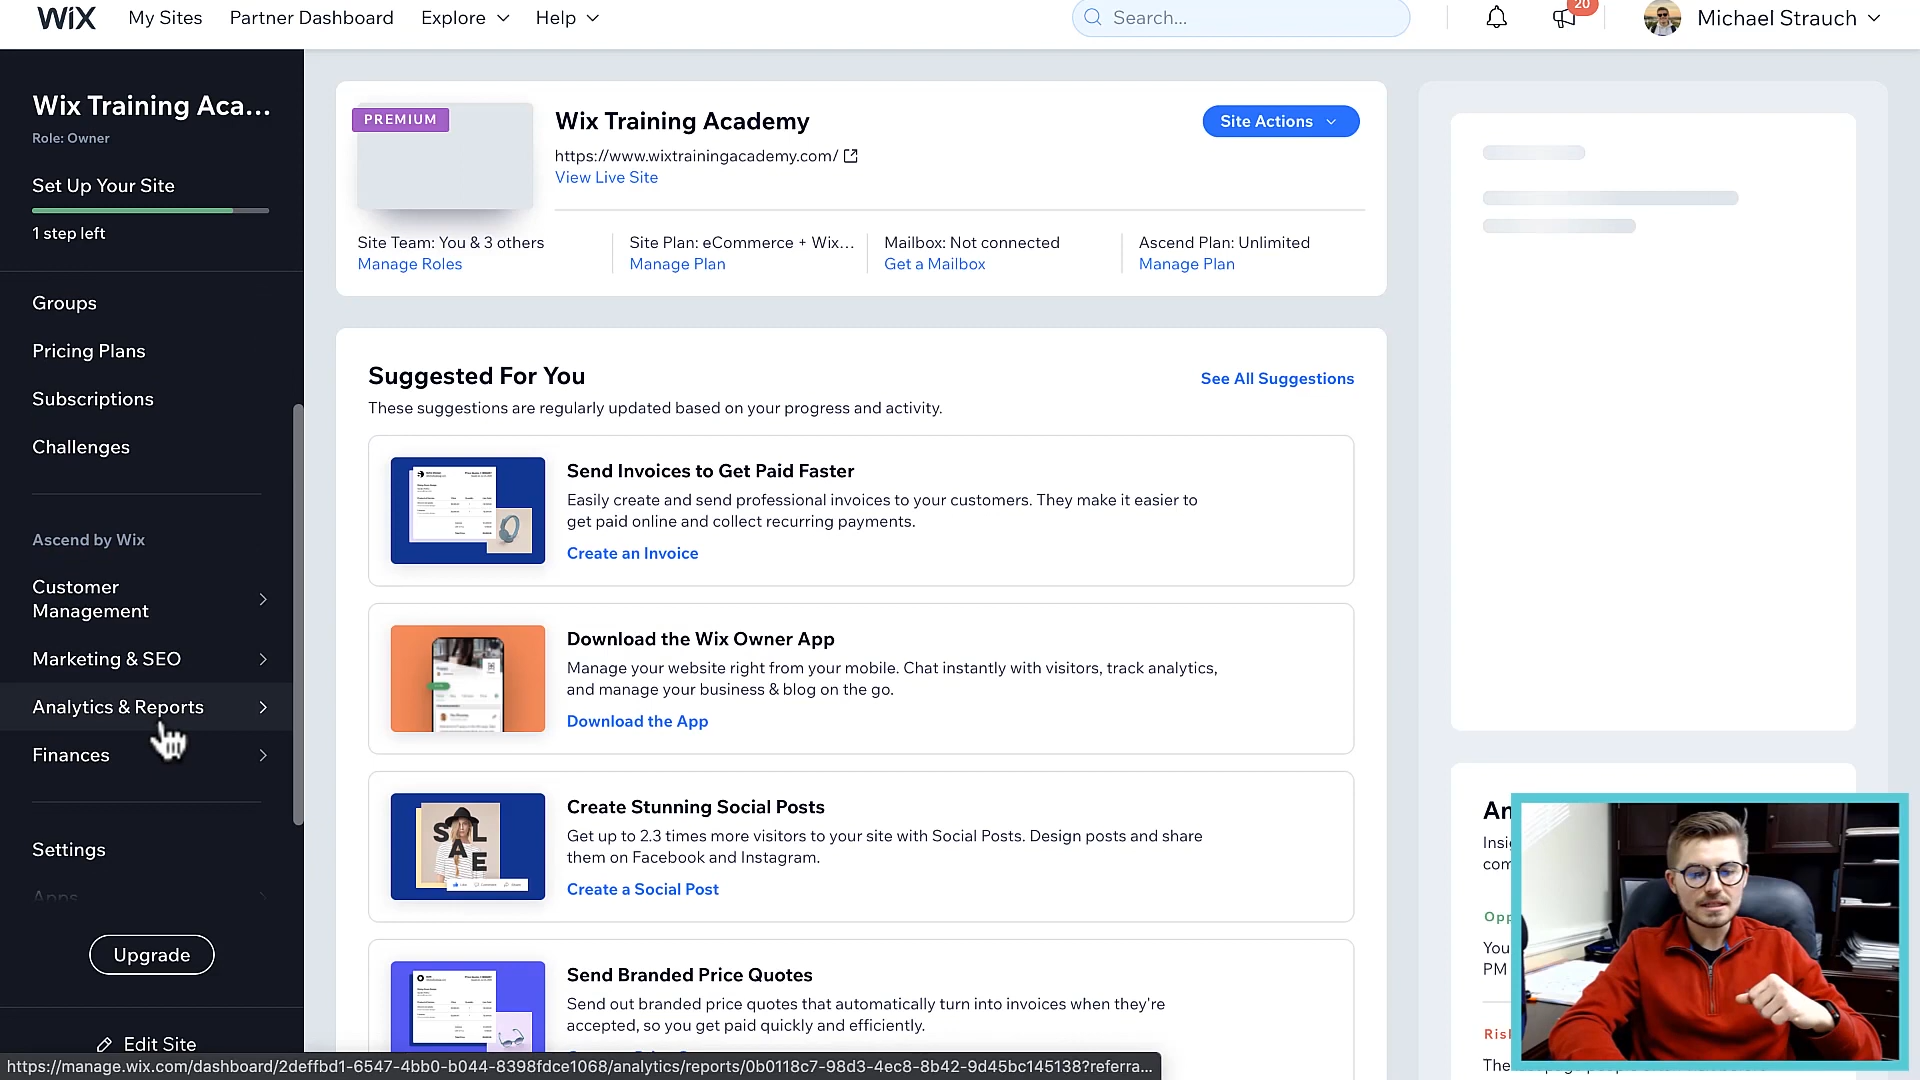 WiX
My Sites
Partner Dashboard
Explore
Help
Search...
20
Michael Strauch
Wix Training Aca...
Role: Owner
Set Up Your Site
1 step left
Groups
Pricing Plans
Subscriptions
Challenges
Ascend by Wix
Customer
Management
Marketing & SEO
Analytics & Reports
Finances
Settings
Apps
Upgrade
Edit Site
PREMIUM
Wix Training Academy
https://www.wixtrainingacademy.com/
View Live Site
Site Actions
Site Team: You & 3 others
Manage Roles
Site Plan: eCommerce + Wix...
Manage Plan
Mailbox: Not connected
Get a Mailbox
Ascend Plan: Unlimited
Manage Plan
Suggested For You
See All Suggestions
These suggestions are regularly updated based on your progress and activity.
Send Invoices to Get Paid Faster
Easily create and send professional invoices to your customers. They make it easier to
get paid online and collect recurring payments.
Create an Invoice
Download the Wix Owner App
Manage your website right from your mobile. Chat instantly with visitors, track analytics,
and manage your business & blog on the go.
Download the App
SALE
Create Stunning Social Posts
Get up to 2.3 times more visitors to your site with Social Posts. Design posts and share
them on Facebook and Instagram.
Create a Social Post
Send Branded Price Quotes
Send out branded price quotes that automatically turn into invoices when they're
accepted, so you get paid quickly and efficiently.
An
Insi
com
Opp
You
PM
Risl
The
https://manage.wix.com/dashboard/2deffbd1-6547-4bb0-b044-8398fdce1068/analytics/reports/0b0118c7-98d3-4ec8-8b42-9d45bc145138?referra...